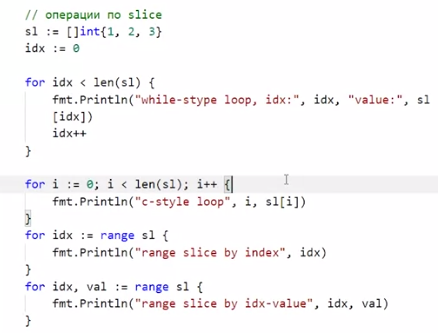 // операции по slice
sl := []int{1, 2, 3}
idx := 0
for idx < len(sl) {
fmt.Println("while-stype loop, idx:", idx, "value:", sl
[idx])
idx++
}
for i := 0; i < len(sl); i++ {
fmt.Println("c-style loop", i, sl[i])
}
for idx := range sl {
fmt.Println("range slice by index", idx)
}
for idx, val := range sl {
fmt.Println("range slice by idx-value", idx, val)
}